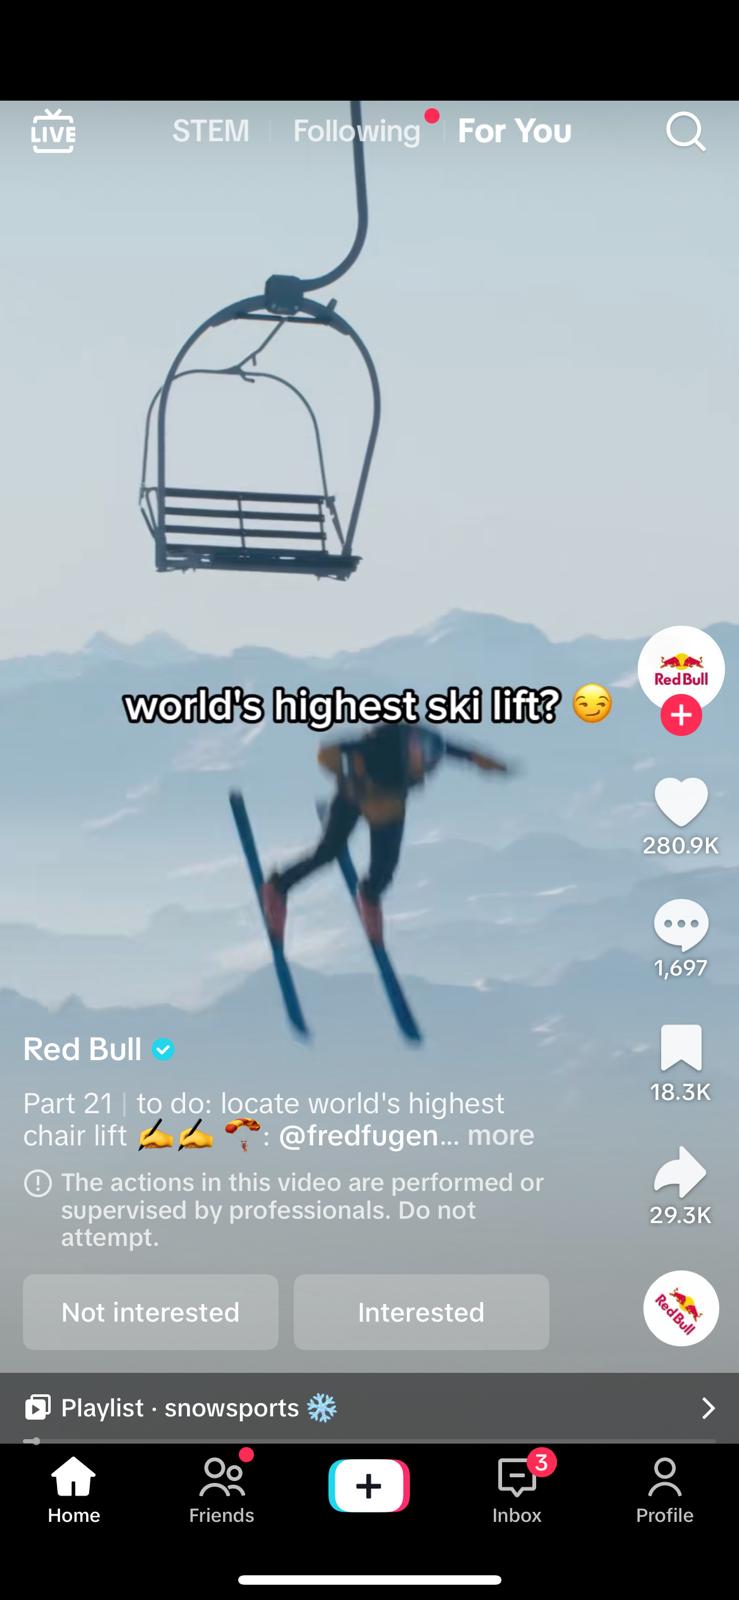 LIVE
STEM
Following
For You
world's highest ski lift? 😏
Red Bull
280.9K
1,697
18.3K
29.3K
Red Bull
Part 21 | to do: locate world's highest
chair lift ✍️✍️ 🪂: @fredfugen... more
The actions in this video are performed or
supervised by professionals. Do not
attempt.
Not interested
Interested
Red Bull
Playlist · snowsports ❄️
Home
Friends
3
Inbox
Profile